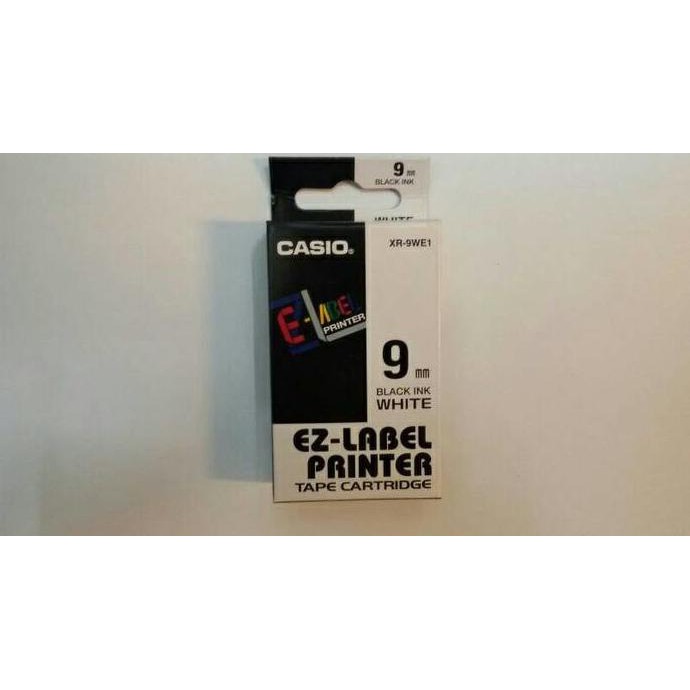 9 mm
BLACK INK
WHITE
CASIO®
XR-9WE1
E-LABEL
PRINTER
9 mm
BLACK INK
WHITE
EZ-LABEL
PRINTER
TAPE CARTRIDGE